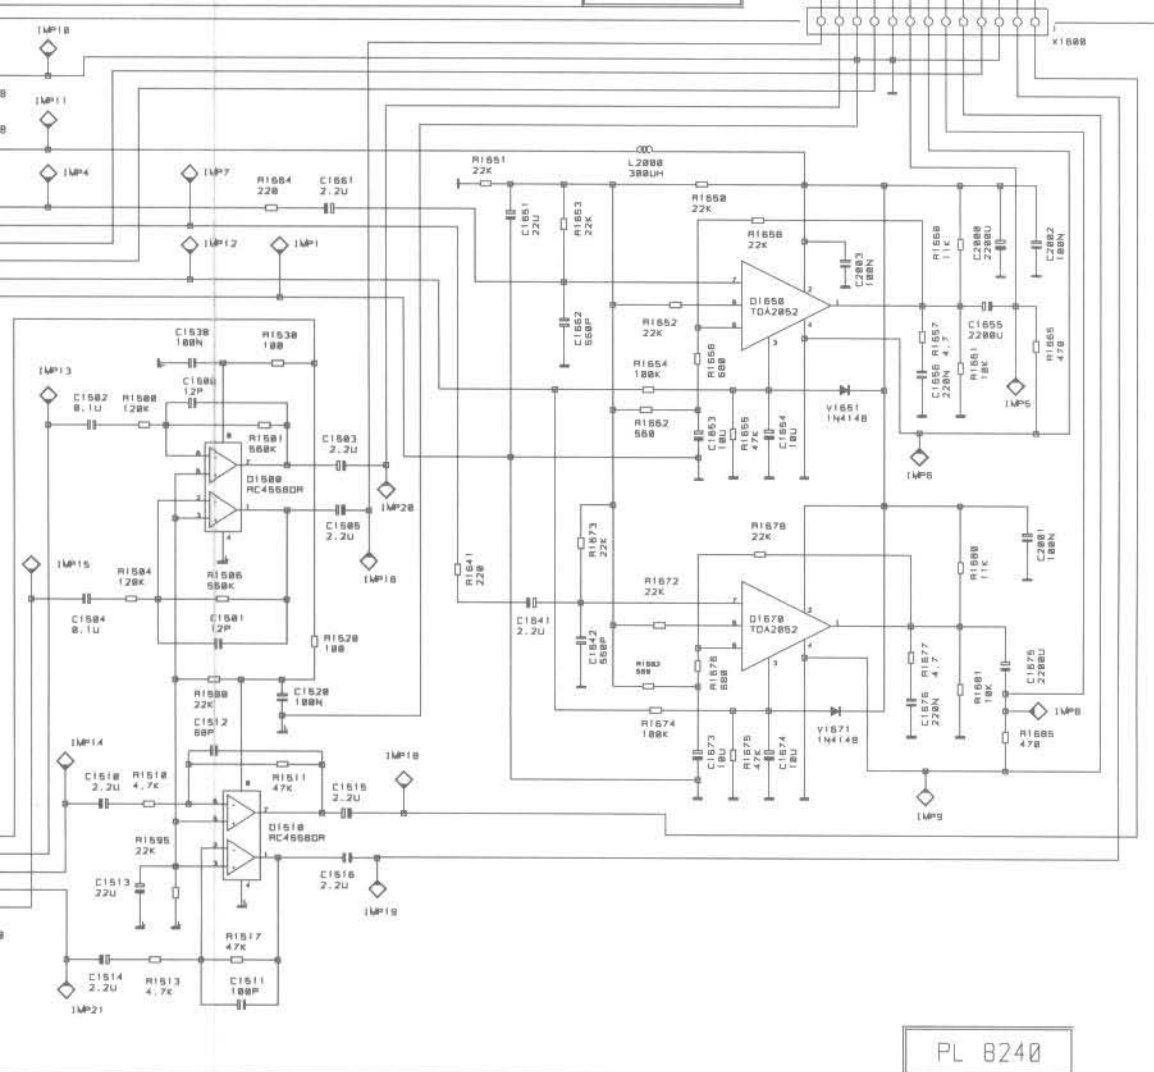 IMP10
X1600
IMP11
IMP4
IMP7
R1664
220
C1661
2.2U
R1651
22K
L2000
300UH
IMP12
IMP1
C1651
22U
R1653
22K
R1650
22K
R1658
22K
C2003
100N
R1660
11K
C2000
2200U
C2002
100N
C1530
100N
R1530
100
C1662
560P
R1652
22K
D1650
TDA2052
C1655
2200U
R1657
4.7
R1665
470
IMP13
C1502
0.1U
R1500
120K
C1500
12P
R1654
100K
R1656
680
C1656
220N
R1661
10K
V1651
1N4148
IMP5
R1501
560K
C1503
2.2U
R1662
560
C1653
10U
R1655
47K
C1654
10U
IMP6
D1500
RC4558DR
IMP20
C1505
2.2U
IMP16
IMP15
R1504
120K
R1506
560K
R1641
220
R1673
22K
R1678
22K
R1680
11K
C2001
100N
C1504
0.1U
C1501
12P
R1672
22K
D1670
TDA2052
C1641
2.2U
C1642
560P
R1520
100
R1676
680
R1677
4.7
C1675
2200U
R1508
22K
C1520
100N
C1676
220N
R1681
10K
IMP8
C1512
68P
R1674
100K
V1671
1N4148
R1685
470
IMP14
IMP18
C1673
10U
R1675
47K
C1674
10U
C1510
2.2U
R1510
4.7K
R1511
47K
C1515
2.2U
IMP9
D1510
RC4558DR
R1595
22K
C1513
22U
C1516
2.2U
IMP19
R1517
47K
C1514
2.2U
R1513
4.7K
C1511
100P
IMP21
PL 8240